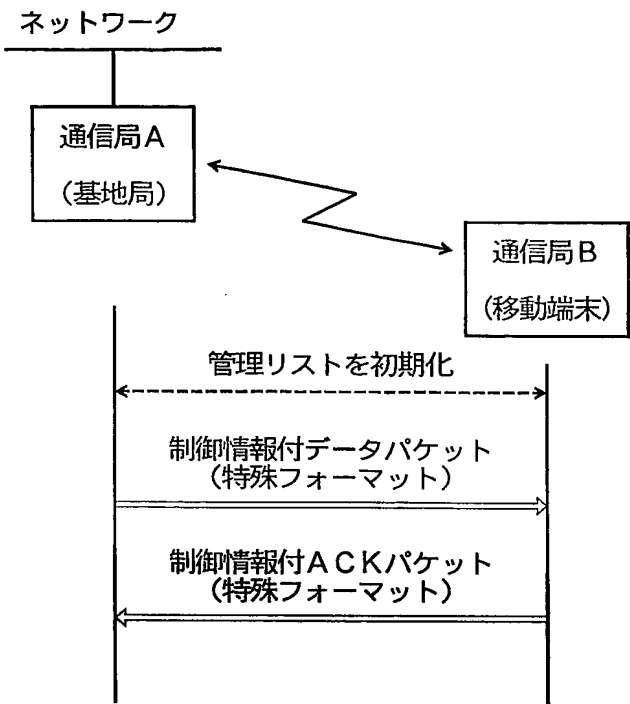 ネットワーク
通信局A
(基地局)
通信局B
(移動端末)
管理リストを初期化
制御情報付データパケット
(特殊フォーマット)
制御情報付ACKパケット
(特殊フォーマット)